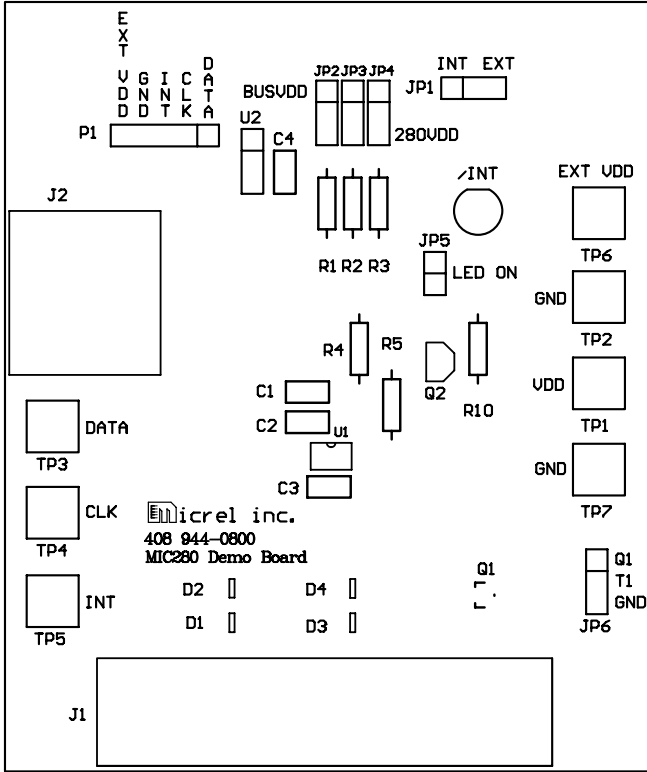 EXT VDD
GND
INT
CLK
DATA
P1
BUSVDD
U2
C4
JP2 JP3 JP4
280VDD
INT EXT
JP1
/INT
EXT VDD
TP6
J2
R1 R2 R3
JP5
LED ON
GND
TP2
R4
R5
Q2
R10
VDD
TP1
C1
C2
U1
C3
DATA
TP3
GND
TP7
CLK
TP4
Micrel inc.
408 944-0800
MIC280 Demo Board
INT
TP5
D2
D4
D1
D3
Q1
Q1
T1
GND
JP6
J1